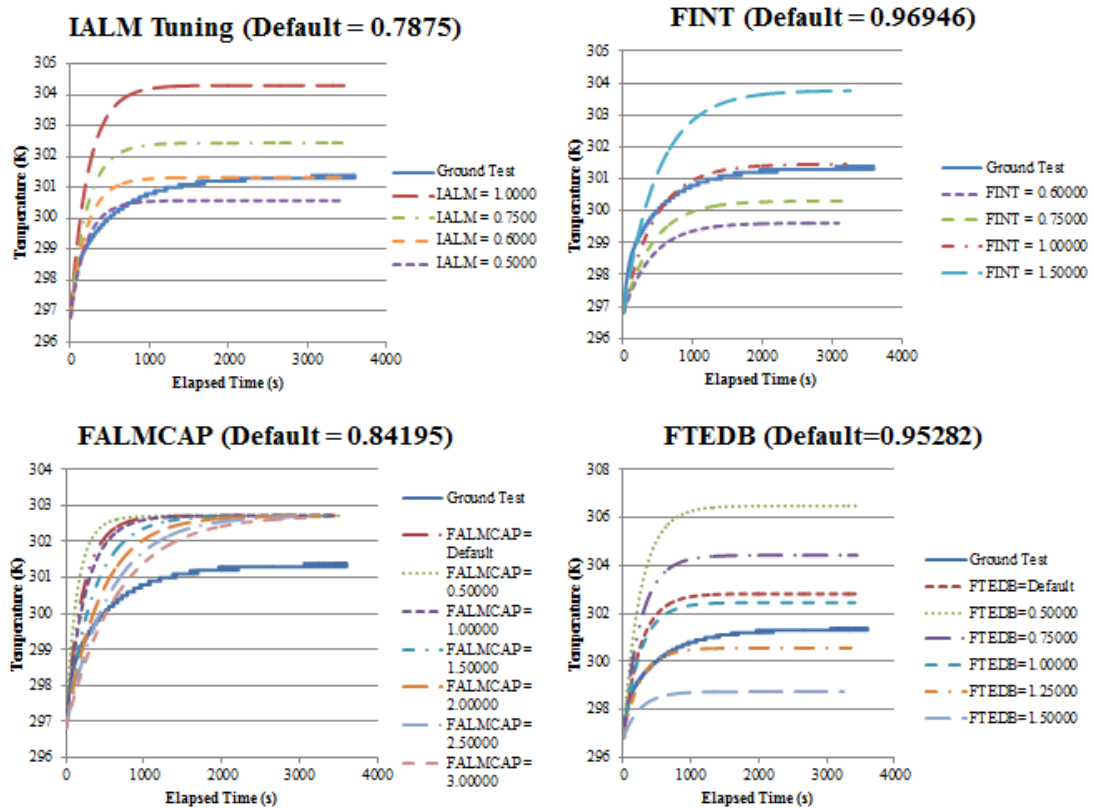 IALM Tuning (Default = 0.7875)
305
304
303
302
301
300
299
298
297
296
0
1000
2000
3000
4000
Temperature (K)
Elapsed Time (s)
Ground Test
IALM = 1.0000
IALM = 0.7500
IALM = 0.6000
IALM = 0.5000
FINT (Default = 0.96946)
305
304
303
302
301
300
299
298
297
296
0
1000
2000
3000
4000
Temperature (K)
Elapsed Time (s)
Ground Test
FINT = 0.60000
FINT = 0.75000
FINT = 1.00000
FINT = 1.50000
FALMCAP (Default = 0.84195)
304
303
302
301
300
299
298
297
296
0
1000
2000
3000
4000
Temperature (K)
Elapsed Time (s)
Ground Test
FALMCAP=
Default
FALMCAP=
0.50000
FALMCAP=
1.00000
FALMCAP=
1.50000
FALMCAP=
2.00000
FALMCAP=
2.50000
FALMCAP=
3.00000
FTEDB (Default=0.95282)
308
306
304
302
300
298
296
0
1000
2000
3000
4000
Temperature (K)
Elapsed Time (s)
Ground Test
FTEDB=Default
FTEDB=0.50000
FTEDB=0.75000
FTEDB=1.00000
FTEDB=1.25000
FTEDB=1.50000